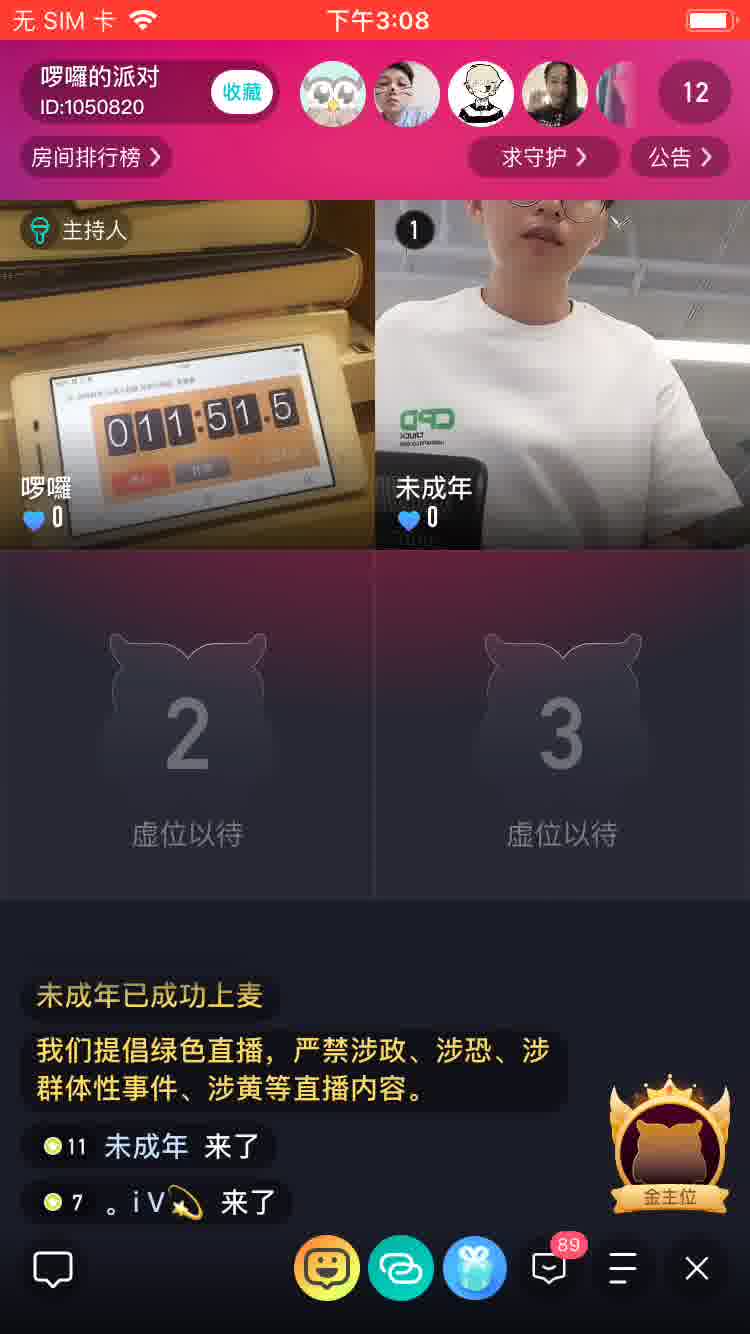 无 SIM 卡
下午3:08
啰囉的派对
收藏
ID:1050820
12
房间排行榜
求守护
公告
主持人
1
011:51.5
啰囉
0
未成年
0
2
3
虚位以待
虚位以待
未成年已成功上麦
我们提倡绿色直播，严禁涉政、涉恐、涉
群体性事件、涉黄等直播内容。
11 未成年 来了
7 。i V💫 来了
金主位
89